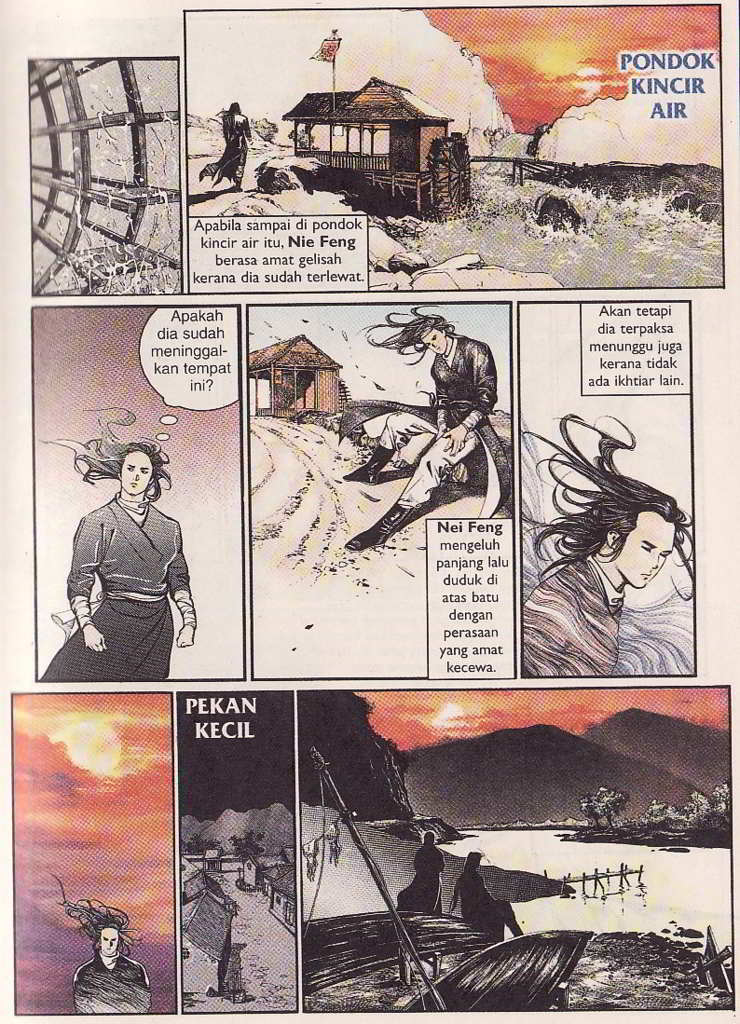 PONDOK
KINCIR
AIR
Apabila sampai di pondok
kincir air itu, Nie Feng
berasa amat gelisah
kerana dia sudah terlewat.
Apakah
dia sudah
meninggal-
kan tempat
ini?
Nei Feng
mengeluh
panjang lalu
duduk di
atas batu
dengan
perasaan
yang amat
kecewa.
Akan tetapi
dia terpaksa
menunggu juga
kerana tidak
ada ikhtiar lain.
PEKAN
KECIL